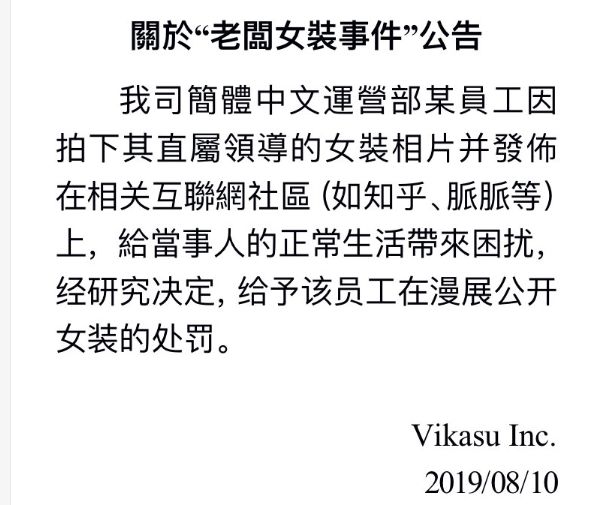 關於“老闆女裝事件”公告
我司簡體中文運營部某員工因
拍下其直屬領導的女裝相片并發佈
在相关互聯網社區（如知乎、脈脈等）
上，給當事人的正常生活帶來困扰，
经研究决定，给予该员工在漫展公开
女装的处罚。
Vikasu Inc.
2019/08/10